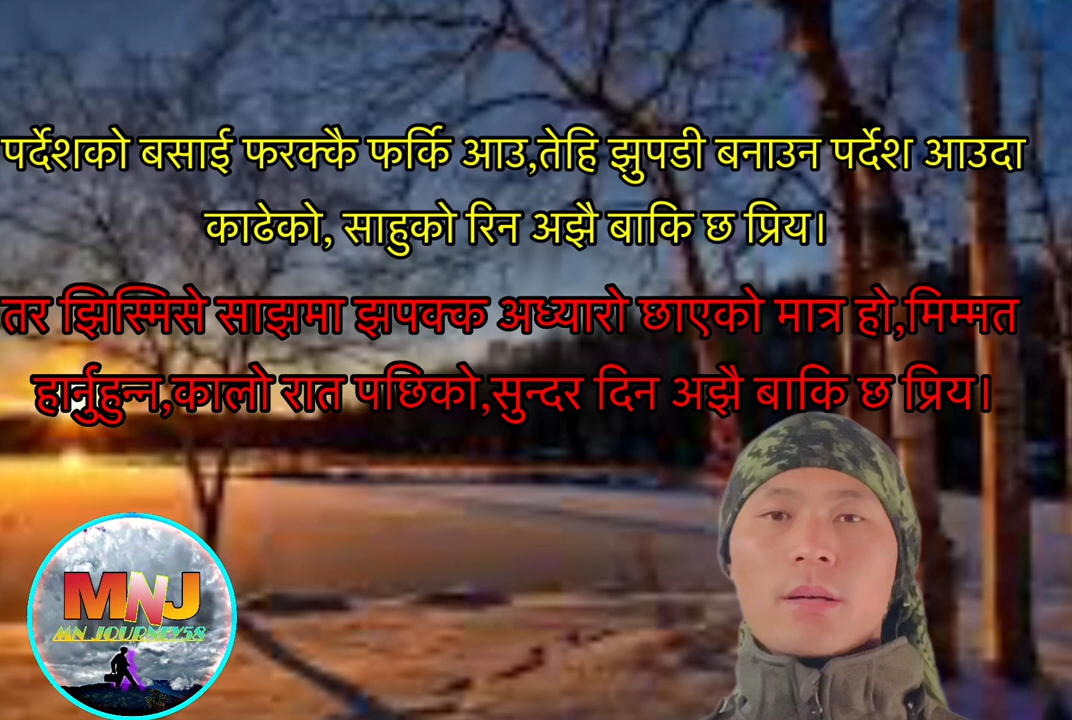 पर्देशको बसाई फरक्कै फर्कि आउ,तेहि झुपडी बनाउन पर्देश आउदा
काढेको, साहुको रिन अझै बाकि छ प्रिय।
तर झिस्मिसे साझमा झपक्क अध्यारो छाएको मात्र हो,मिम्मत
हार्नुहुन्न,कालो रात पछिको,सुन्दर दिन अझै बाकि छ प्रिय।
MNJ
MN JOURNEY58